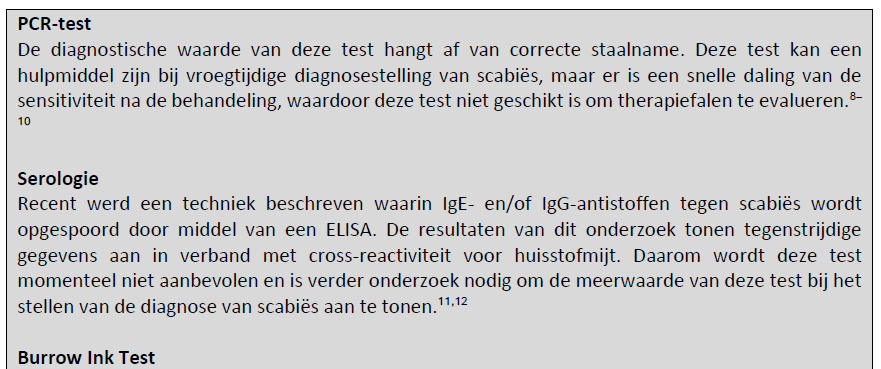 PCR-test
De diagnostische waarde van deze test hangt af van correcte staalname. Deze test kan een
hulpmiddel zijn bij vroegtijdige diagnosestelling van scabiës, maar er is een snelle daling van de
sensitiviteit na de behandeling, waardoor deze test niet geschikt is om therapiefalen te evalueren.8–
10
Serologie
Recent werd een techniek beschreven waarin IgE- en/of IgG-antistoffen tegen scabiës wordt
opgespoord door middel van een ELISA. De resultaten van dit onderzoek tonen tegenstrijdige
gegevens aan in verband met cross-reactiviteit voor huisstofmijt. Daarom wordt deze test
momenteel niet aanbevolen en is verder onderzoek nodig om de meerwaarde van deze test bij het
stellen van de diagnose van scabiës aan te tonen.11,12
Burrow Ink Test